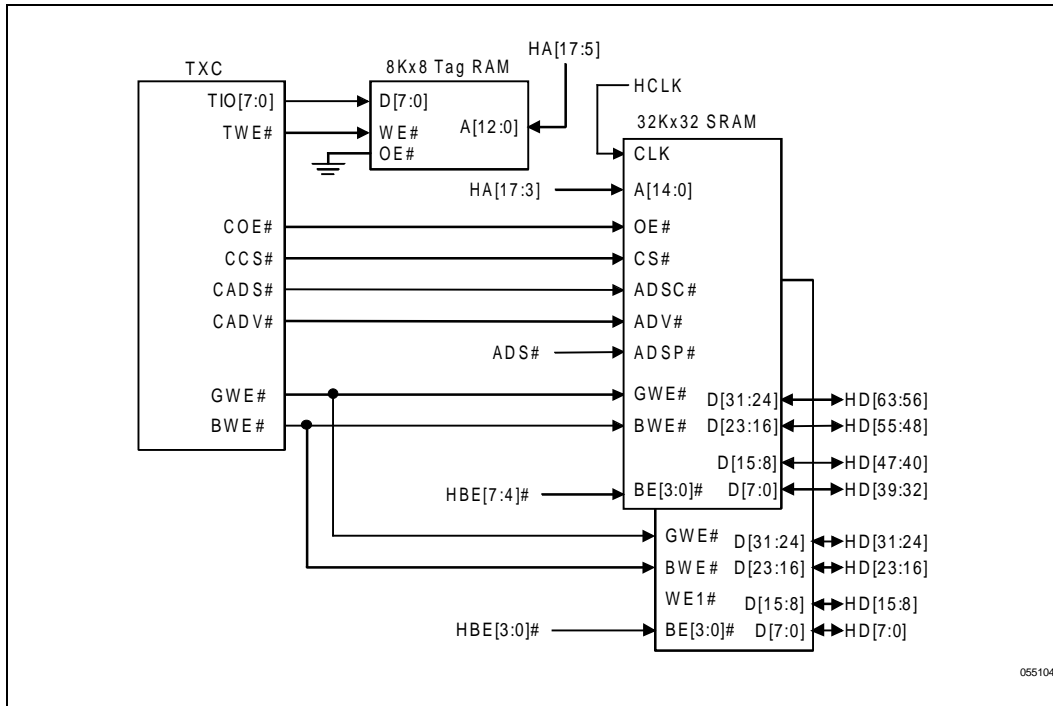 HA[17:5]
TXC
8Kx8 Tag RAM
HCLK
TIO[7:0]
D[7:0]
TWE#
WE#
A[12:0]
32Kx32 SRAM
OE#
CLK
HA[17:3]
A[14:0]
COE#
OE#
CCS#
CS#
CADS#
ADSC#
CADV#
ADV#
ADS#
ADSP#
GWE#
GWE#
D[31:24]
HD[63:56]
BWE#
BWE#
D[23:16]
HD[55:48]
D[15:8]
HD[47:40]
HBE[7:4]#
BE[3:0]#
D[7:0]
HD[39:32]
GWE#
D[31:24]
HD[31:24]
BWE#
D[23:16]
HD[23:16]
WE1#
D[15:8]
HD[15:8]
HBE[3:0]#
BE[3:0]#
D[7:0]
HD[7:0]
055104